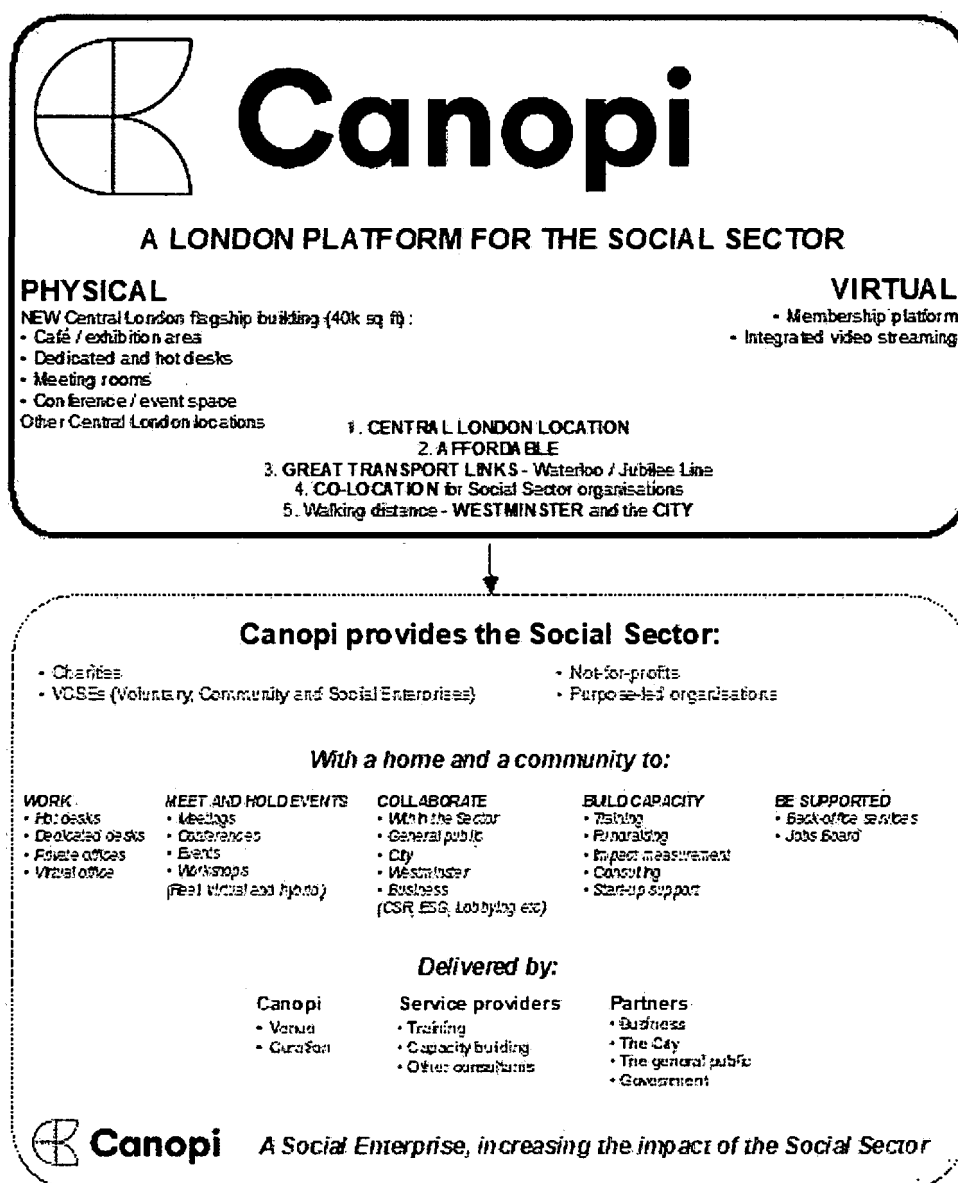 Canopi
A LONDON PLATFORM FOR THE SOCIAL SECTOR
PHYSICAL
NEW Central London flagship building (40k sq ft) :
• Café / exhibition area
• Dedicated and hot desks
• Meeting rooms
• Conference / event space
Other Central London locations
VIRTUAL
• Membership platform
• Integrated video streaming
1. CENTRAL LONDON LOCATION
2. AFFORDABLE
3. GREAT TRANSPORT LINKS - Waterloo / Jubilee Line
4. CO-LOCATION for Social Sector organisations
5. Walking distance - WESTMINSTER and the CITY
Canopi provides the Social Sector:
• Charities
• VCSEs (Voluntary, Community and Social Enterprises)
• Not-for-profits
• Purpose-led organisations
With a home and a community to:
WORK
• Hot desks
• Dedicated desks
• Private offices
• Virtual office
MEET AND HOLD EVENTS
• Meetings
• Conferences
• Events
• Workshops
(Real, virtual and hybrid)
COLLABORATE
• Within the Sector
• General public
• City
• Westminster
• Business
(CSR, ESG, Lobbying etc)
BUILD CAPACITY
• Training
• Fundraising
• Impact measurement
• Consulting
• Start-up support
BE SUPPORTED
• Back-office services
• Jobs Board
Delivered by:
Canopi
• Venue
• Curation
Service providers
• Training
• Capacity building
• Other consultants
Partners
• Business
• The City
• The general public
• Government
Canopi
A Social Enterprise, increasing the impact of the Social Sector